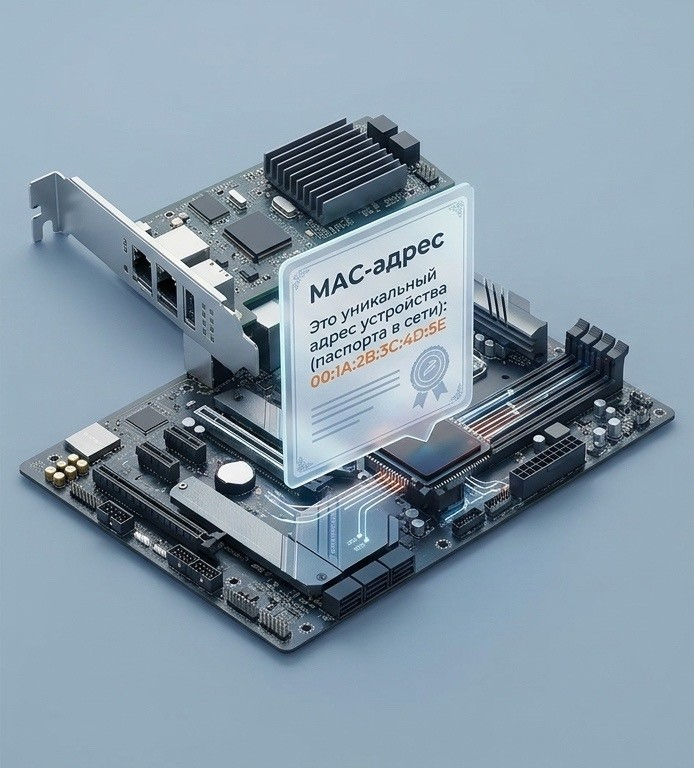 MAC-адрес
Это уникальный
адрес устройства
(паспорта в сети):
00:1A:2B:3C:4D:5E